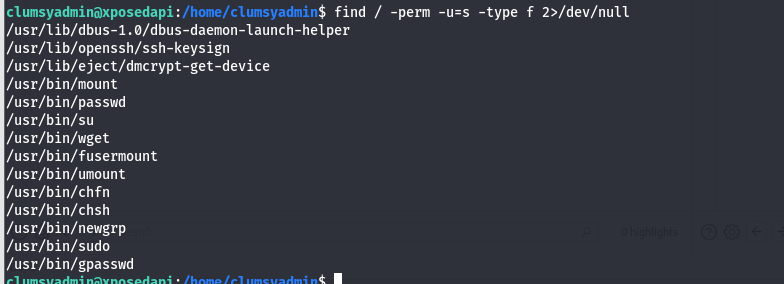 clumsyadmin@xposedapi:/home/clumsyadmin$ find / -perm -u=s -type f 2>/dev/null
/usr/lib/dbus-1.0/dbus-daemon-launch-helper
/usr/lib/openssh/ssh-keysign
/usr/lib/eject/dmcrypt-get-device
/usr/bin/mount
/usr/bin/passwd
/usr/bin/su
/usr/bin/wget
/usr/bin/fusermount
/usr/bin/umount
/usr/bin/chfn
/usr/bin/chsh
/usr/bin/newgrp
0 highlights
/usr/bin/sudo
/usr/bin/gpasswd
clumsyadmin@xposedapi:/home/clumsyadmin$